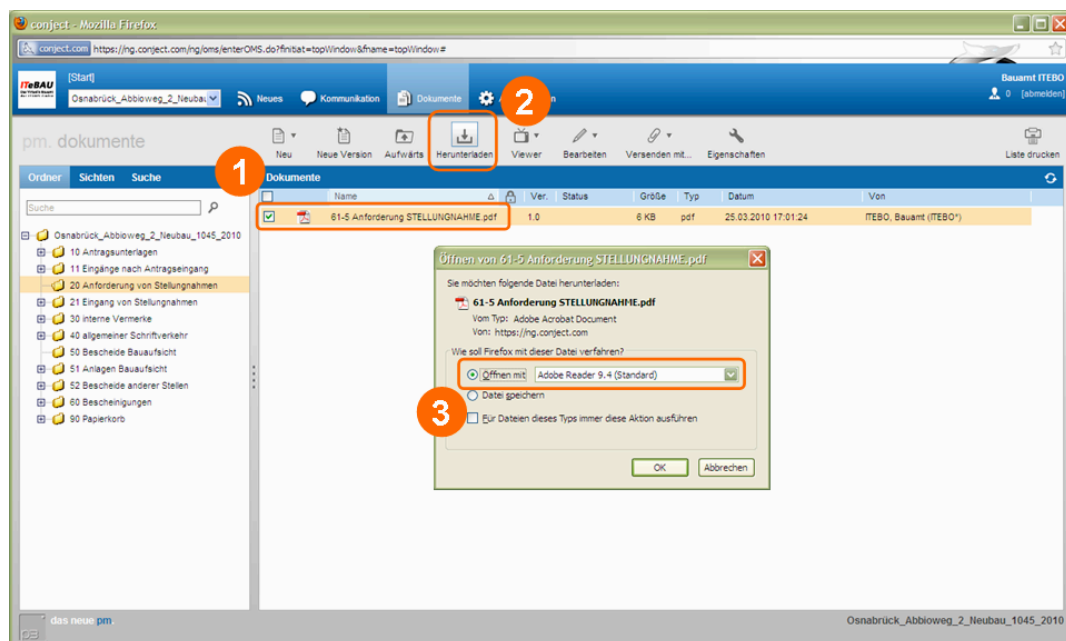 conject - Mozilla Firefox
conject.com https://ng.conject.com/ng/oms/enterOMS.do?finitiat=topWindow&fname=topWindow#
ITeBAU
[Start]
Bauamt ITEBO
Osnabrück_Abbioweg_2_Neubau
Neues
Kommunikation
Dokumente
2
0 [abmelden]
pm. dokumente
Neu
Neue Version
Aufwärts
Herunterladen
Viewer
Bearbeiten
Versenden mit...
Eigenschaften
Liste drucken
1
Ordner Sichten Suche
Dokumente
Name Ver. Status Größe Typ Datum Von
Suche
61-5 Anforderung STELLUNGNAHME.pdf 1.0 6 KB pdf 25.03.2010 17:01:24 ITEBO, Bauamt (ITEBO*)
Osnabrück_Abbioweg_2_Neubau_1045_2010
10 Antragsunterlagen
11 Eingänge nach Antragseingang
20 Anforderung von Stellungnahmen
21 Eingang von Stellungnahmen
30 interne Vermerke
40 allgemeiner Schriftverkehr
50 Bescheide Bauaufsicht
51 Anlagen Bauaufsicht
52 Bescheide anderer Stellen
60 Bescheinigungen
90 Papierkorb
Öffnen von 61-5 Anforderung STELLUNGNAHME.pdf
Sie möchten folgende Datei herunterladen:
61-5 Anforderung STELLUNGNAHME.pdf
Vom Typ: Adobe Acrobat Document
Von: https://ng.conject.com
Wie soll Firefox mit dieser Datei verfahren?
Öffnen mit Adobe Reader 9.4 (Standard)
Datei speichern
3
Für Dateien dieses Typs immer diese Aktion ausführen
OK
Abbrechen
das neue pm.
Osnabrück_Abbioweg_2_Neubau_1045_2010